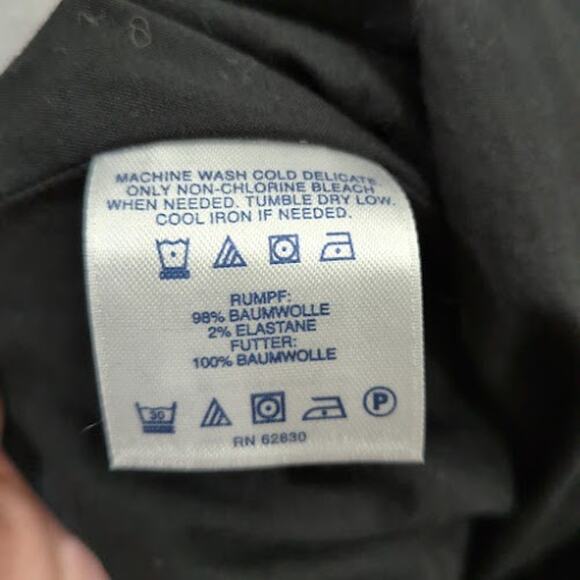 MACHINE WASH COLD DELICATE
ONLY NON-CHLORINE BLEACH
WHEN NEEDED. TUMBLE DRY LOW.
COOL IRON IF NEEDED.
RUMPF:
98% BAUMWOLLE
2% ELASTANE
FUTTER:
100% BAUMWOLLE
30 P
RN 62830